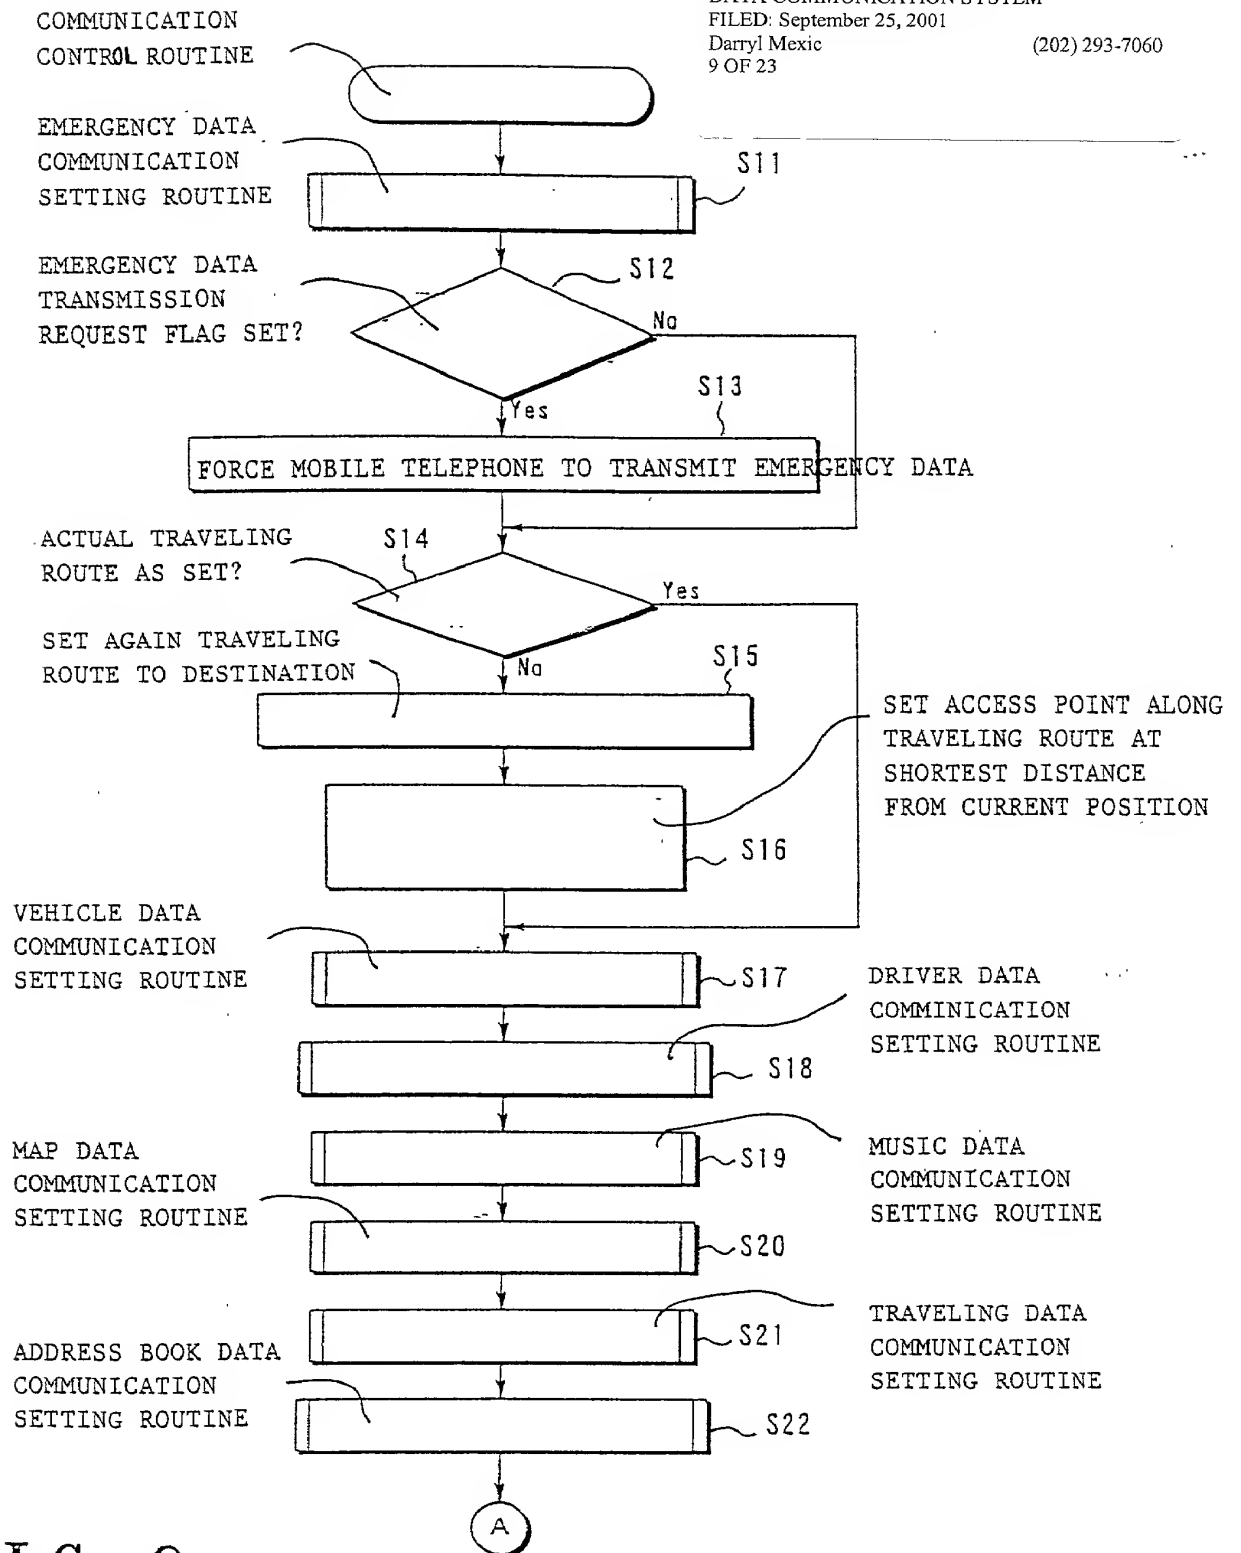 COMMUNICATION
CONTROL ROUTINE
DATA COMMUNICATION SYSTEM
FILED: September 25, 2001
Darryl Mexic (202) 293-7060
9 OF 23
EMERGENCY DATA
COMMUNICATION
SETTING ROUTINE
S11
EMERGENCY DATA
TRANSMISSION
REQUEST FLAG SET?
S12
No
Yes
S13
FORCE MOBILE TELEPHONE TO TRANSMIT EMERGENCY DATA
ACTUAL TRAVELING
ROUTE AS SET?
S14
Yes
No
SET AGAIN TRAVELING
ROUTE TO DESTINATION
S15
SET ACCESS POINT ALONG
TRAVELING ROUTE AT
SHORTEST DISTANCE
FROM CURRENT POSITION
S16
VEHICLE DATA
COMMUNICATION
SETTING ROUTINE
S17
DRIVER DATA
COMMINICATION
SETTING ROUTINE
S18
MUSIC DATA
COMMUNICATION
SETTING ROUTINE
S19
MAP DATA
COMMUNICATION
SETTING ROUTINE
S20
TRAVELING DATA
COMMUNICATION
SETTING ROUTINE
S21
ADDRESS BOOK DATA
COMMUNICATION
SETTING ROUTINE
S22
A